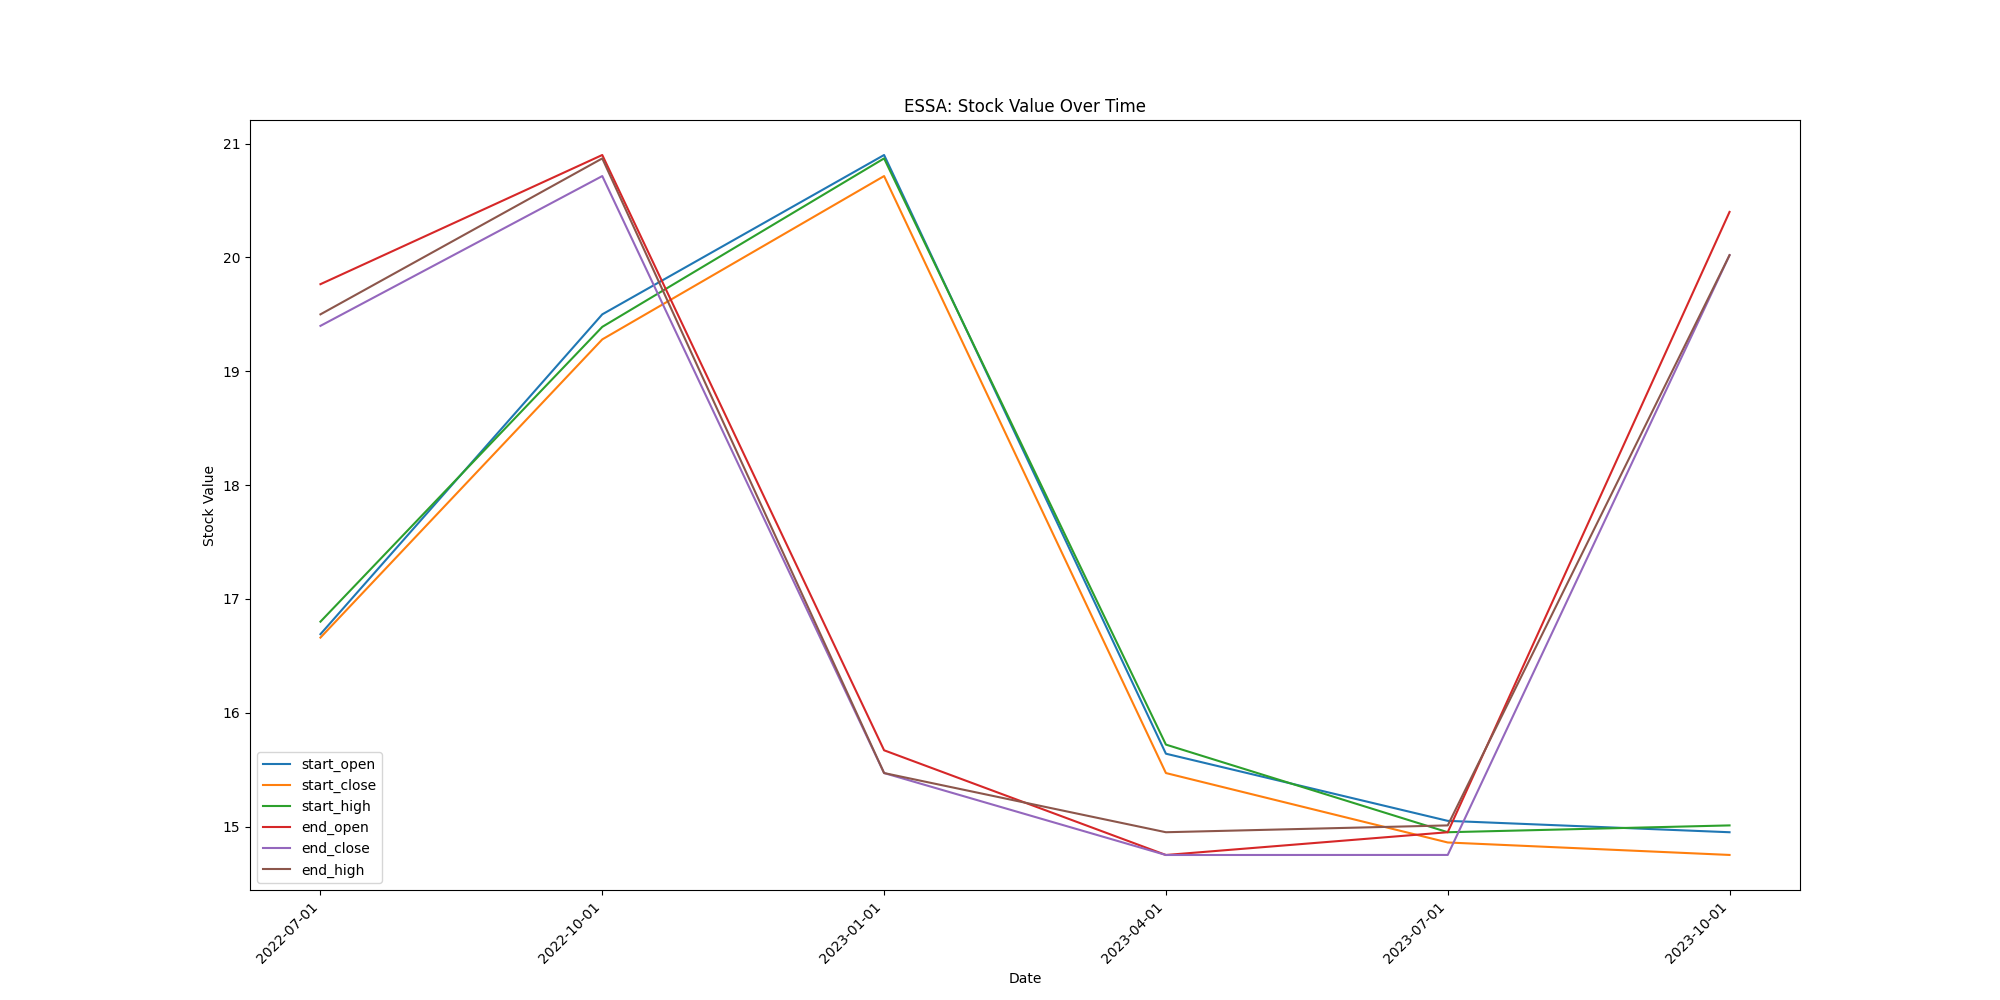 ESSA: Stock Value Over Time
Stock Value
21
20
19
18
17
16
15
start_open
start_close
start_high
end_open
end_close
end_high
2022-07-01
2022-10-01
2023-01-01
2023-04-01
2023-07-01
2023-10-01
Date